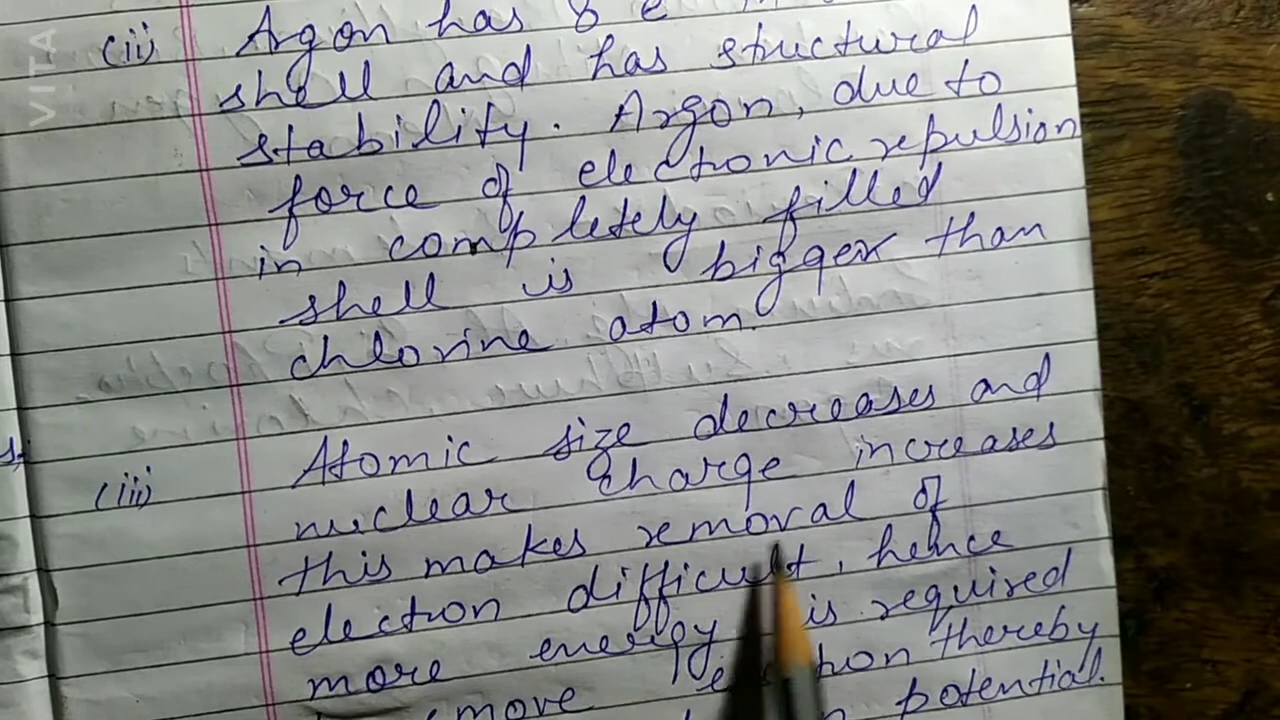 VITA
(ii) Argon has 8 e
shell and has structural
stability. Argon, due to
force of electronic repulsion
in completely filled
shell is bigger than
chlorine atom.
s,
(iii) Atomic size decreases and
nuclear charge increases
this makes removal of
electron difficult, hence
more energy is required
thereby
potential.